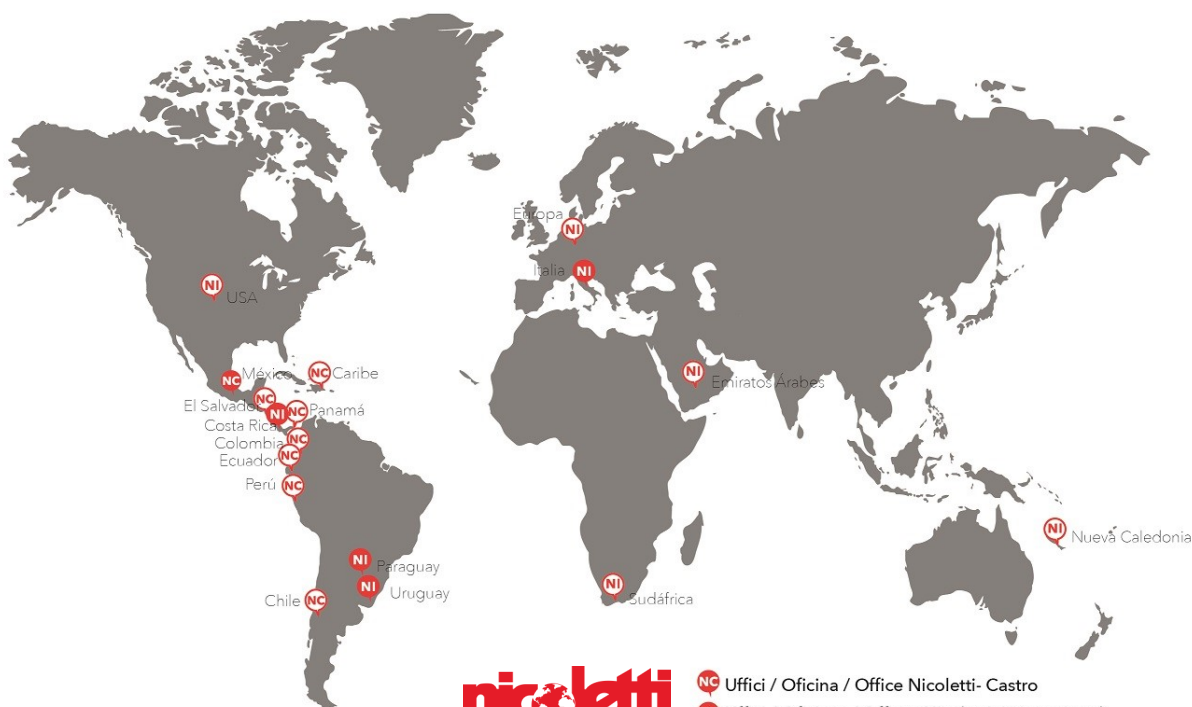 Europa
NI
Italia NI
NI
USA
NC México
NC Caribe
NI
Emiratos Árabes
El Salvador NC
NI NC Panamá
Costa Rica
Colombia NC
Ecuador NC
Perú NC
NI
Nueva Caledonia
NI
Paraguay
NI
Uruguay
NI
Sudáfrica
Chile NC
nicoletti
NC Uffici / Oficina / Office Nicoletti- Castro